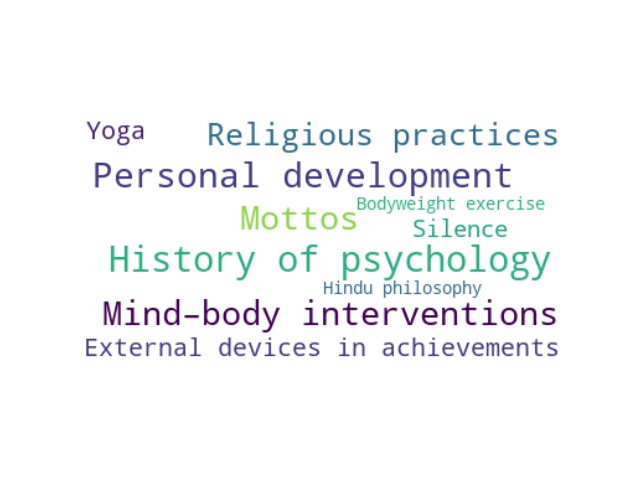 Yoga
Religious practices
Personal development
Bodyweight exercise
Mottos
Silence
History of psychology
Hindu philosophy
Mind–body interventions
External devices in achievements